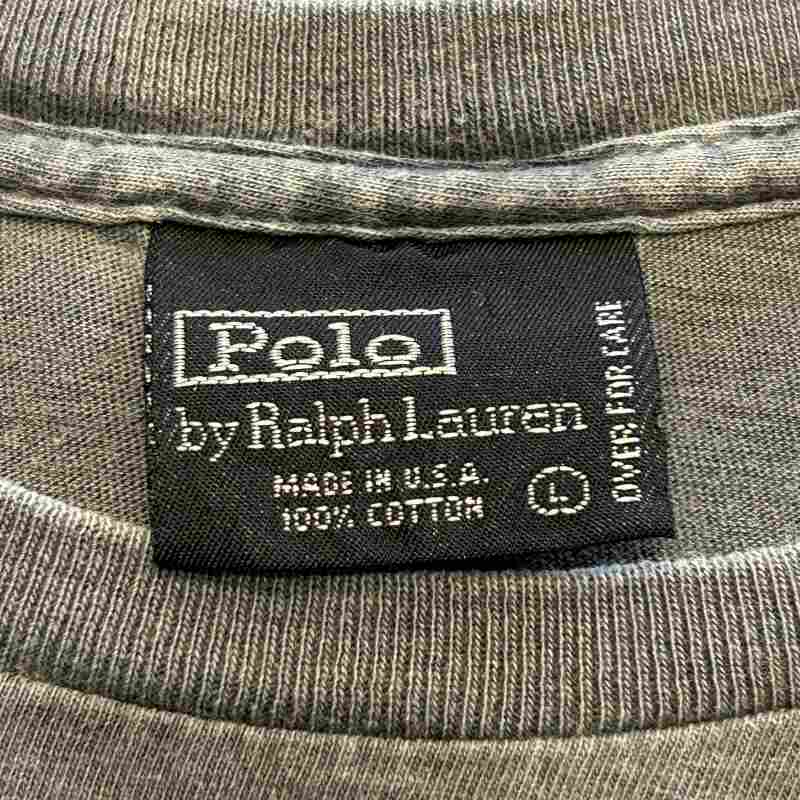 Polo
by Ralph Lauren
MADE IN U.S.A.
100% COTTON
L
OVER FOR CARE